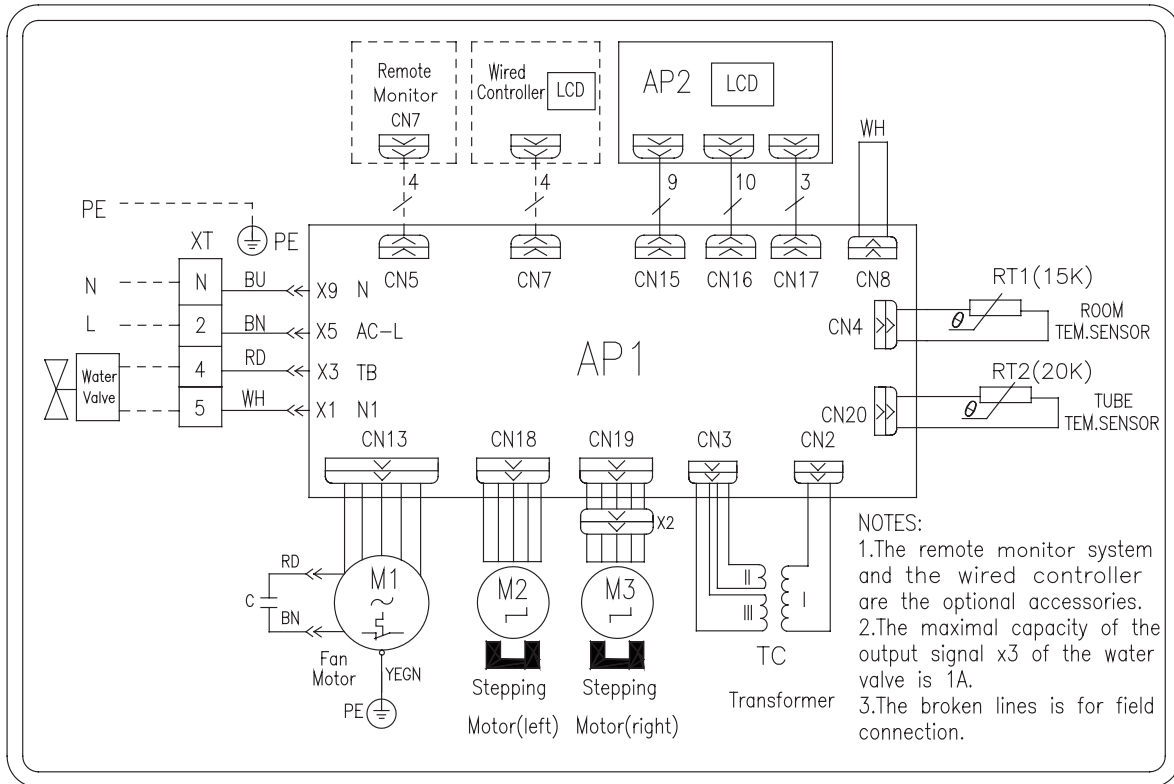 Remote
Monitor
CN7
Wired
Controller
LCD
AP2
LCD
WH
4
4
9
10
3
PE
XT
PE
CN5
CN7
CN15
CN16
CN17
CN8
N
N
BU
X9
N
L
2
BN
X5
AC-L
Water
Valve
4
RD
X3
TB
5
WH
X1
N1
AP1
CN4
RT1(15K)
θ
ROOM
TEM.SENSOR
CN20
RT2(20K)
θ
TUBE
TEM.SENSOR
CN13
CN18
CN19
CN3
CN2
X2
RD
C
BN
M1
Fan
Motor
YEGN
PE
M2
Stepping
Motor(left)
M3
Stepping
Motor(right)
II
III
I
TC
Transformer
NOTES:
1.The remote monitor system
and the wired controller
are the optional accessories.
2.The maximal capacity of the
output signal x3 of the water
valve is 1A.
3.The broken lines is for field
connection.